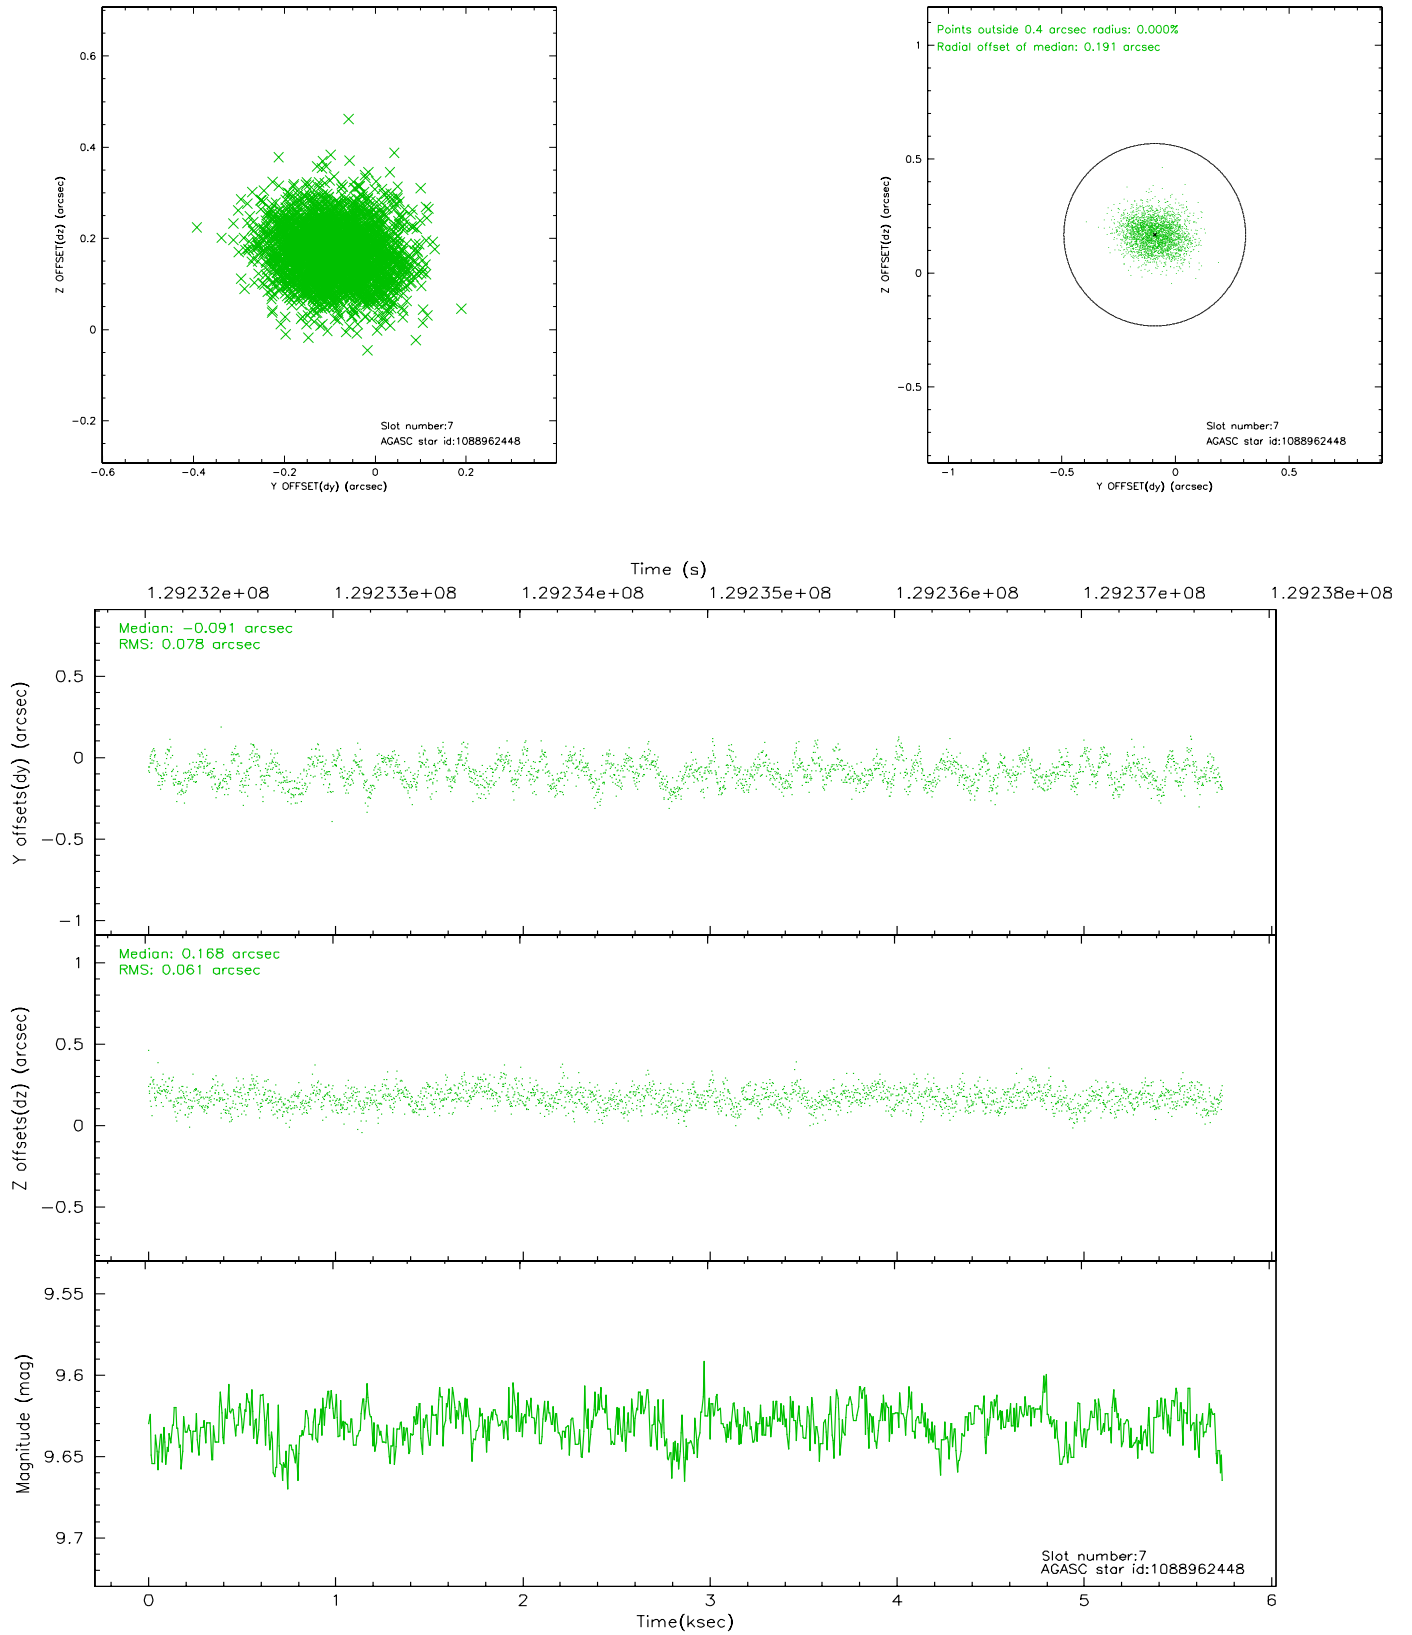 0.6
0.4
0.2
0
−0.2
Z OFFSET(dz) (arcsec)
Slot number:7
AGASC star id:1088962448
−0.6 −0.4 −0.2 0 0.2
Y OFFSET(dy) (arcsec)
Points outside 0.4 arcsec radius: 0.000%
Radial offset of median: 0.191 arcsec
1
0.5
0
−0.5
Z OFFSET(dz) (arcsec)
Slot number:7
AGASC star id:1088962448
−1 −0.5 0 0.5
Y OFFSET(dy) (arcsec)
Time (s)
1.29232e+08 1.29233e+08 1.29234e+08 1.29235e+08 1.29236e+08 1.29237e+08 1.29238e+08
Median: −0.091 arcsec
RMS: 0.078 arcsec
0.5
0
−0.5
−1
Y offsets(dy) (arcsec)
Median: 0.168 arcsec
RMS: 0.061 arcsec
1
0.5
0
−0.5
Z offsets(dz) (arcsec)
9.55
9.6
9.65
9.7
Magnitude (mag)
Slot number:7
AGASC star id:1088962448
0 1 2 3 4 5 6
Time(ksec)